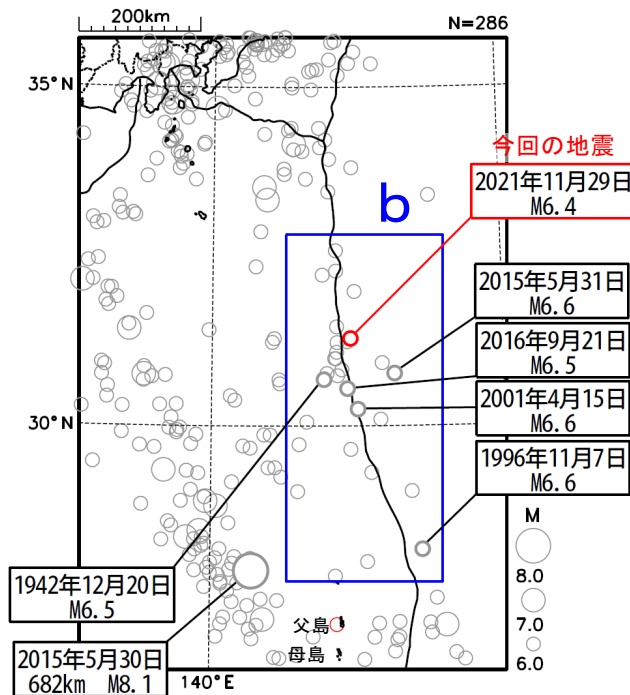 200km
N=286
35°N
今回の地震
2021年11月29日
M6.4
b
2015年5月31日
M6.6
2016年9月21日
M6.5
2001年4月15日
M6.6
30°N
1996年11月7日
M6.6
M
8.0
7.0
6.0
1942年12月20日
M6.5
2015年5月30日
682km M8.1
父島
母島
140°E